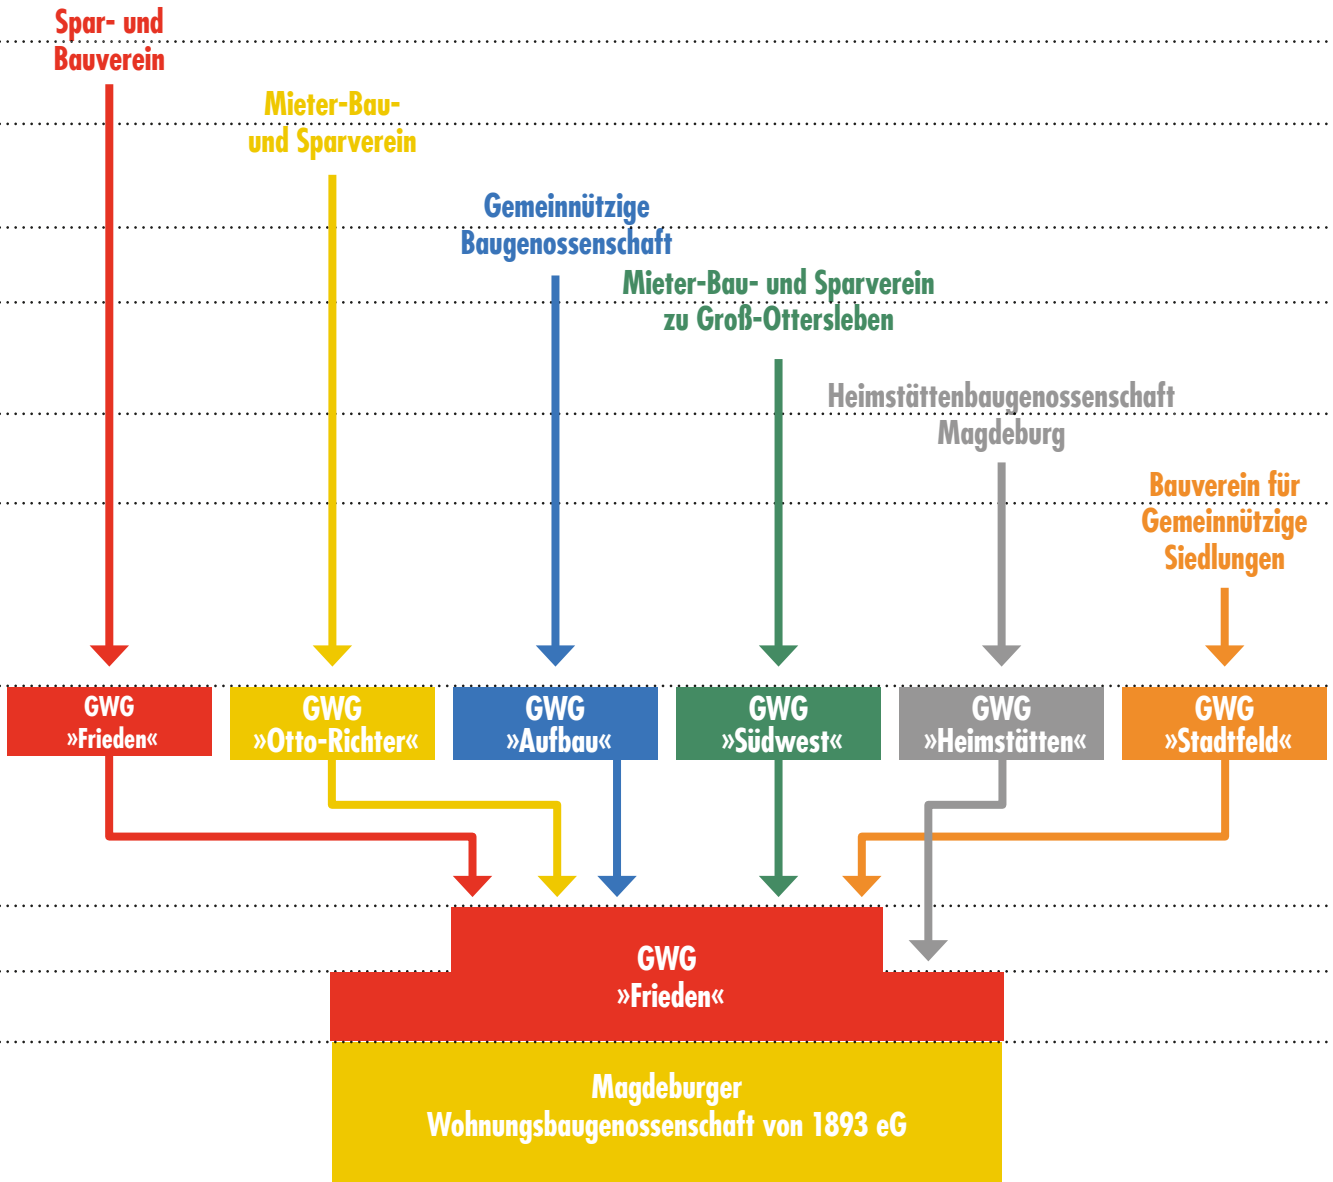 Spar- und
Bauverein
Mieter-Bau-
und Sparverein
Gemeinnützige
Baugenossenschaft
Mieter-Bau- und Sparverein
zu Groß-Ottersleben
Heimstättenbaugenossenschaft
Magdeburg
Bauverein für
Gemeinnützige
Siedlungen
GWG
»Frieden«
GWG
»Otto-Richter«
GWG
»Aufbau«
GWG
»Südwest«
GWG
»Heimstätten«
GWG
»Stadtfeld«
GWG
»Frieden«
Magdeburger
Wohnungsbaugenossenschaft von 1893 eG